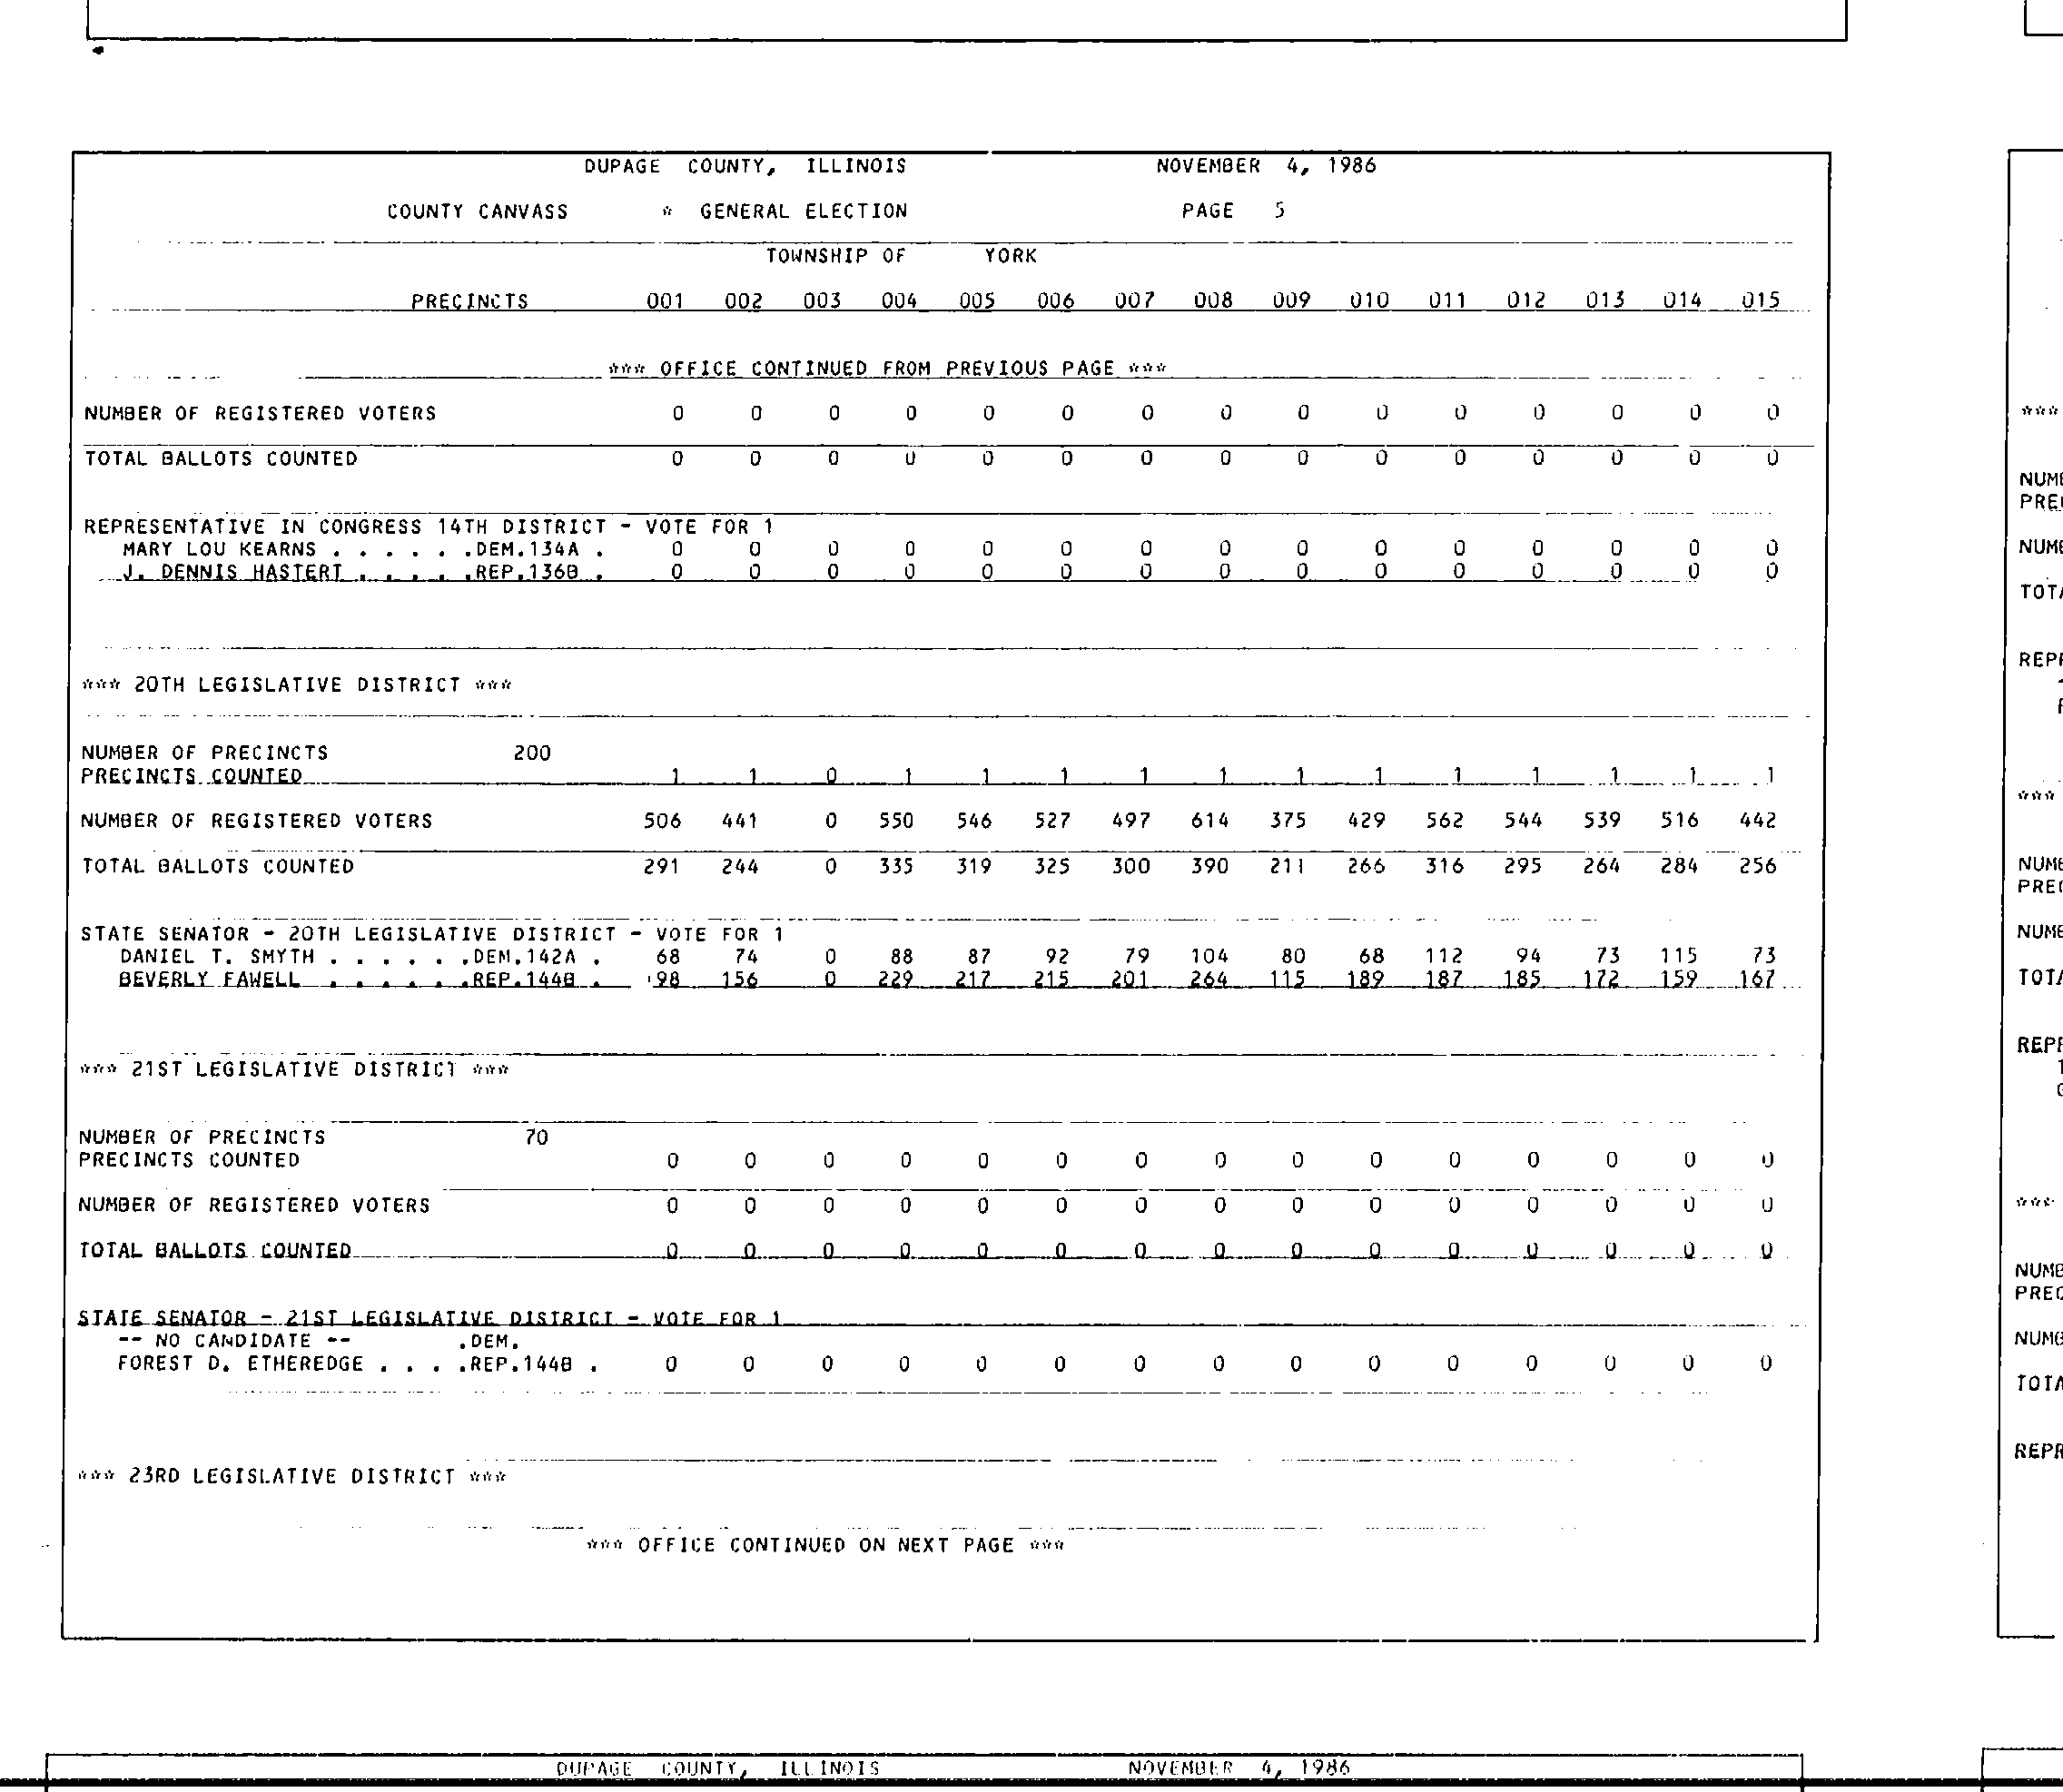 DUPAGE COUNTY, ILLINOIS NOVEMBER 4, 1986
COUNTY CANVASS * GENERAL ELECTION PAGE 5
TOWNSHIP OF YORK
PRECINCTS 001 002 003 004 005 006 007 008 009 010 011 012 013 014 015
*** OFFICE CONTINUED FROM PREVIOUS PAGE ***
NUMBER OF REGISTERED VOTERS 0 0 0 0 0 0 0 0 0 0 0 0 0 0 0
TOTAL BALLOTS COUNTED 0 0 0 0 0 0 0 0 0 0 0 0 0 0 0
REPRESENTATIVE IN CONGRESS 14TH DISTRICT - VOTE FOR 1
MARY LOU KEARNS . . . . . .DEM.134A . 0 0 0 0 0 0 0 0 0 0 0 0 0 0 0
J. DENNIS HASTERT . . . . .REP.136B . 0 0 0 0 0 0 0 0 0 0 0 0 0 0 0
*** 20TH LEGISLATIVE DISTRICT ***
NUMBER OF PRECINCTS 200
PRECINCTS COUNTED 1 1 0 1 1 1 1 1 1 1 1 1 1 1 1
NUMBER OF REGISTERED VOTERS 506 441 0 550 546 527 497 614 375 429 562 544 539 516 442
TOTAL BALLOTS COUNTED 291 244 0 335 319 325 300 390 211 266 316 295 264 284 256
STATE SENATOR - 20TH LEGISLATIVE DISTRICT - VOTE FOR 1
DANIEL T. SMYTH . . . . . .DEM.142A . 68 74 0 88 87 92 79 104 80 68 112 94 73 115 73
BEVERLY FAWELL . . . . . .REP.144B . 98 156 0 229 217 215 201 264 115 189 187 185 172 159 167
*** 21ST LEGISLATIVE DISTRICT ***
NUMBER OF PRECINCTS 70
PRECINCTS COUNTED 0 0 0 0 0 0 0 0 0 0 0 0 0 0 0
NUMBER OF REGISTERED VOTERS 0 0 0 0 0 0 0 0 0 0 0 0 0 0 0
TOTAL BALLOTS COUNTED 0 0 0 0 0 0 0 0 0 0 0 0 0 0 0
STATE SENATOR - 21ST LEGISLATIVE DISTRICT - VOTE FOR 1
-- NO CANDIDATE -- .DEM.
FOREST D. ETHEREDGE . . . .REP.144B . 0 0 0 0 0 0 0 0 0 0 0 0 0 0 0
*** 23RD LEGISLATIVE DISTRICT ***
*** OFFICE CONTINUED ON NEXT PAGE ***
DUPAGE COUNTY, ILLINOIS NOVEMBER 4, 1986